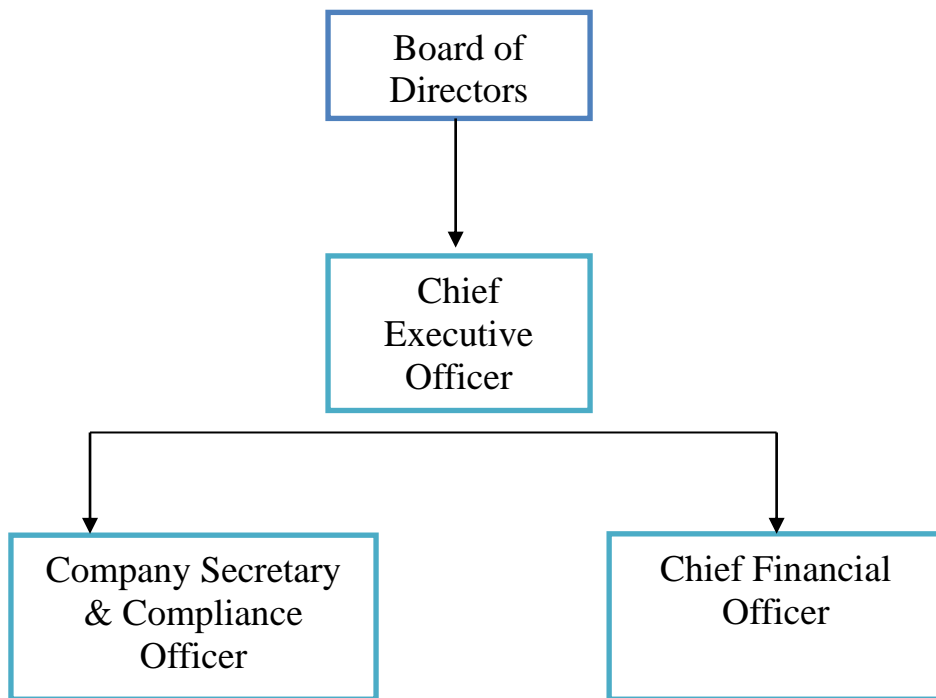 Board of
Directors
Chief
Executive
Officer
Company Secretary
& Compliance
Officer
Chief Financial
Officer